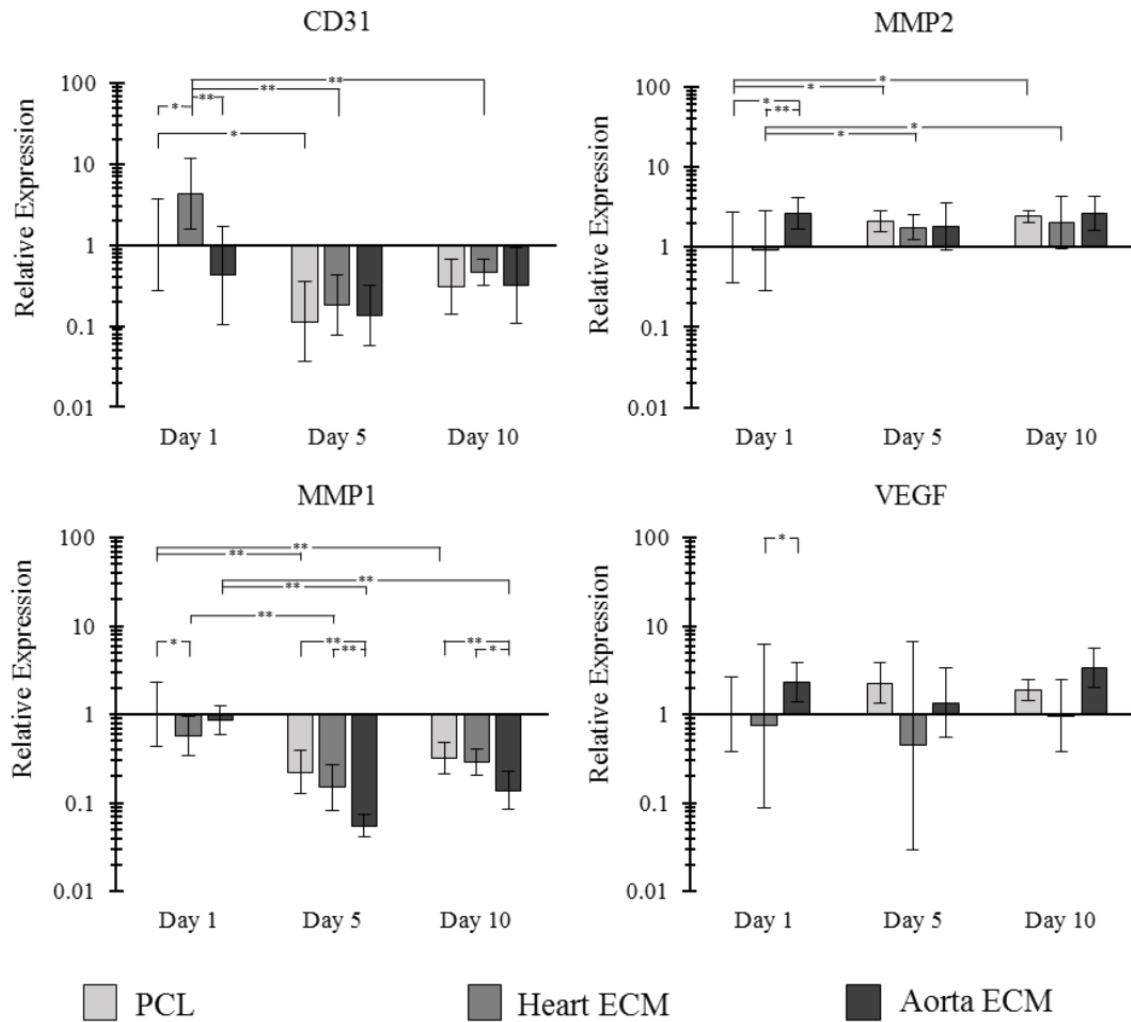 CD31
Relative Expression
100
** 
* ** **
*
10
1
0.1
0.01
Day 1 Day 5 Day 10
MMP2
Relative Expression
100
*
*
*
**
*
*
10
1
0.1
0.01
Day 1 Day 5 Day 10
MMP1
Relative Expression
100
**
**
**
**
**
* ** **
** *
10
1
0.1
0.01
Day 1 Day 5 Day 10
VEGF
Relative Expression
100
*
10
1
0.1
0.01
Day 1 Day 5 Day 10
PCL Heart ECM Aorta ECM